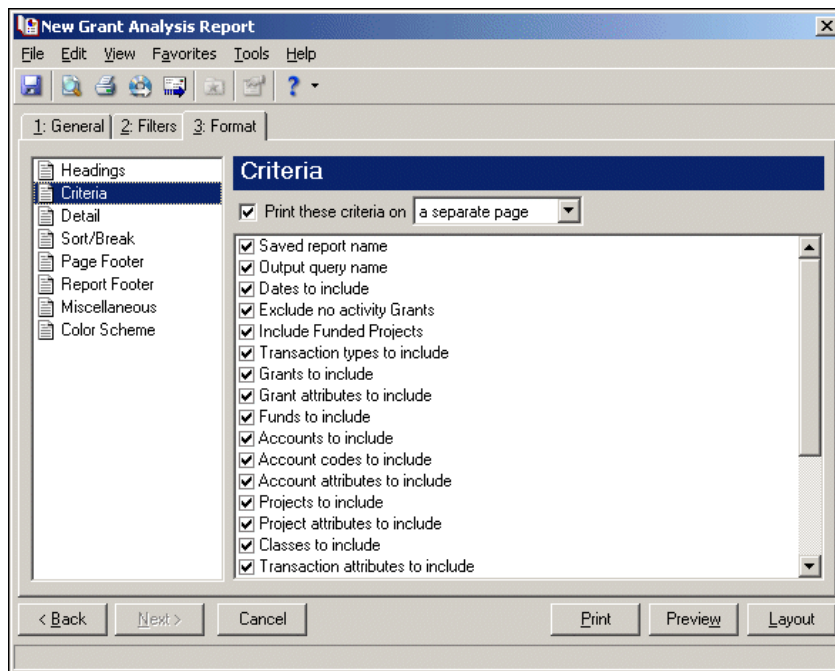 New Grant Analysis Report
File Edit View Favorites Tools Help
1: General 2: Filters 3: Format
Headings
Criteria
Detail
Sort/Break
Page Footer
Report Footer
Miscellaneous
Color Scheme
Criteria
Print these criteria on a separate page
Saved report name
Output query name
Dates to include
Exclude no activity Grants
Include Funded Projects
Transaction types to include
Grants to include
Grant attributes to include
Funds to include
Accounts to include
Account codes to include
Account attributes to include
Projects to include
Project attributes to include
Classes to include
Transaction attributes to include
< Back Next > Cancel Print Preview Layout